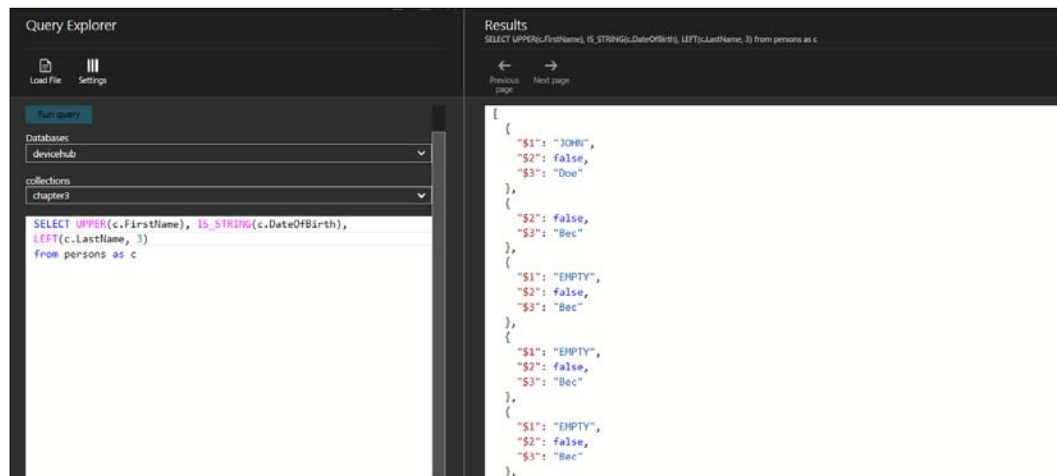 Query Explorer
Load File
Settings
Run query
Databases
devicehub
collections
chapter3
SELECT UPPER(c.FirstName), IS_STRING(c.DateOfBirth),
LEFT(c.LastName, 3)
from persons as c
Results
SELECT UPPER(c.FirstName), IS_STRING(c.DateOfBirth), LEFT(c.LastName, 3) from persons as c
Previous
page
Next page
[
{
"$1": "JOHN",
"$2": false,
"$3": "Doe"
},
{
"$2": false,
"$3": "Bec"
},
{
"$1": "EMPTY",
"$2": false,
"$3": "Bec"
},
{
"$1": "EMPTY",
"$2": false,
"$3": "Bec"
},
{
"$1": "EMPTY",
"$2": false,
"$3": "Bec"
},